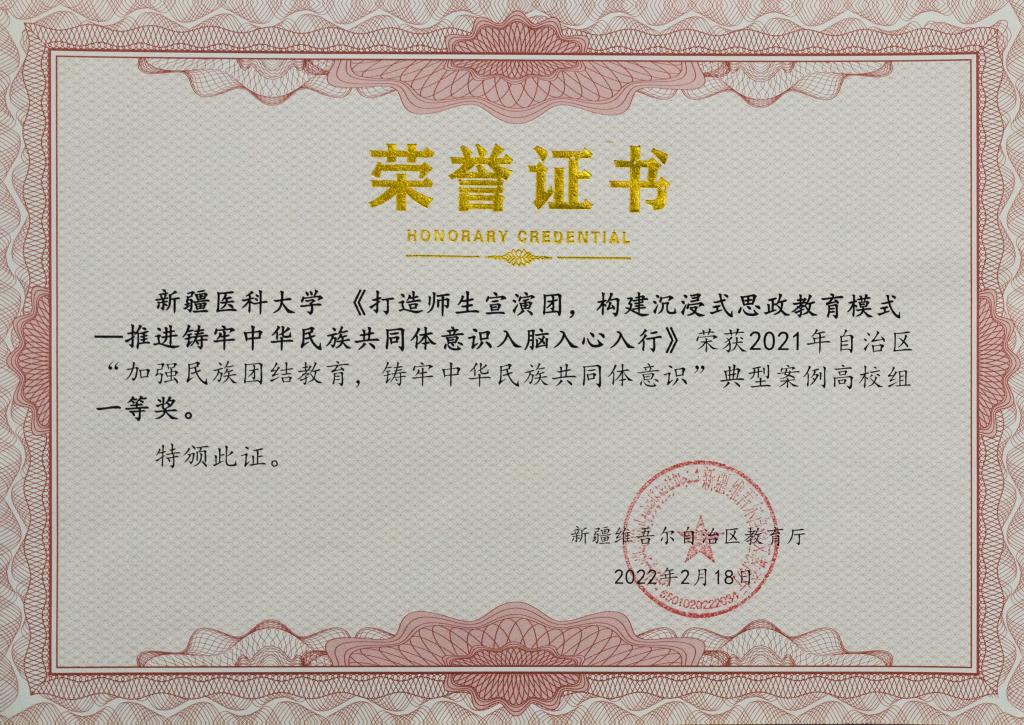 荣誉证书
HONORARY CREDENTIAL
新疆医科大学 《打造师生宣演团，构建沉浸式思政教育模式
—推进铸牢中华民族共同体意识入脑入心入行》荣获2021年自治区
“加强民族团结教育，铸牢中华民族共同体意识”典型案例高校组
一等奖。
特颁此证。
新疆维吾尔自治区教育厅
2022年2月18日
6501020222034